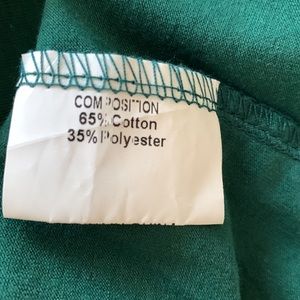 COMPOSITION
65% Cotton
35% Polyester